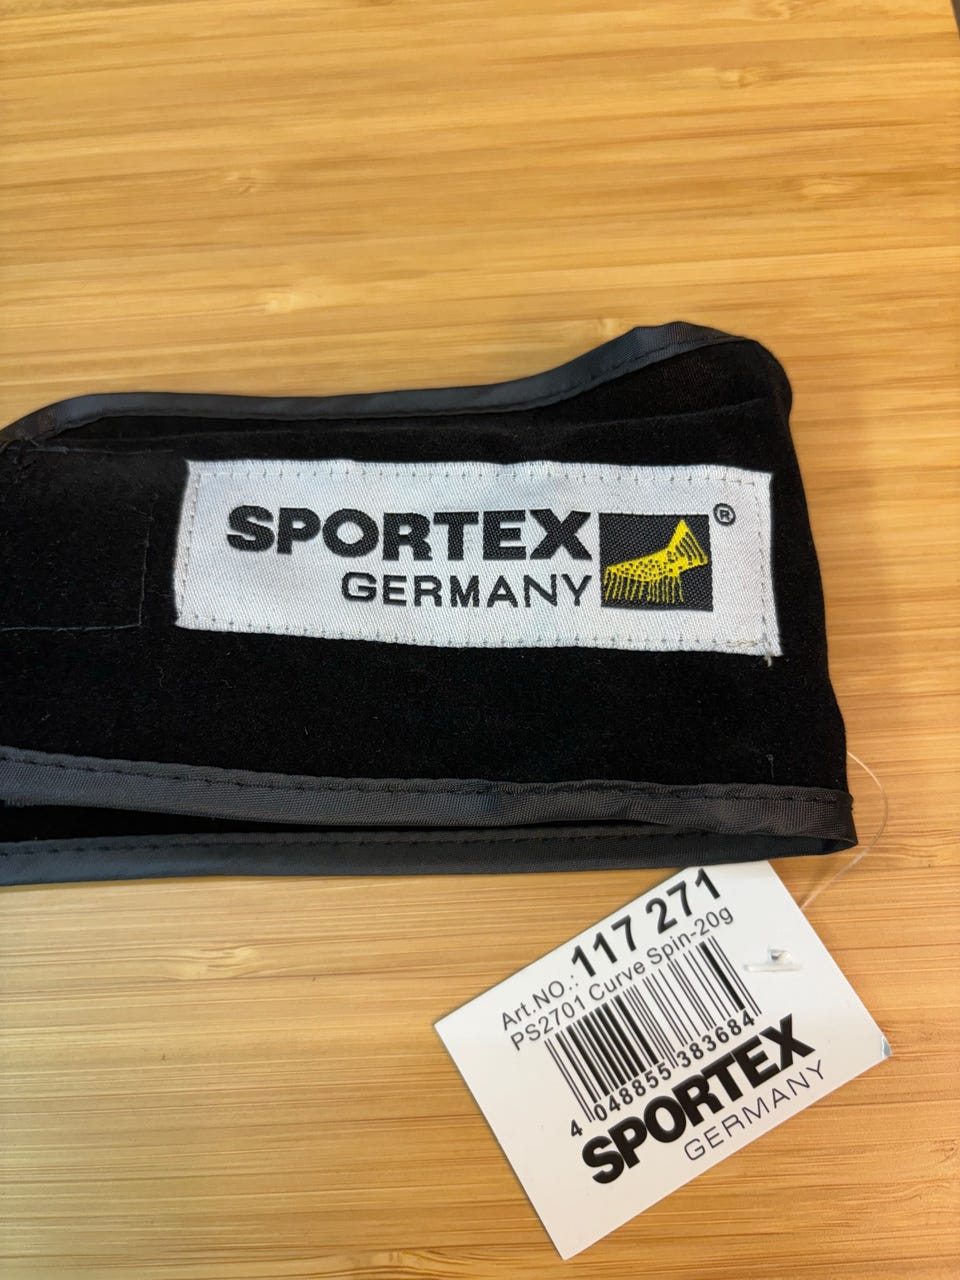 SPORTEX ®
GERMANY
Art.NO.: 117 271
PS2701 Curve Spin-20g
4 048855 383684
SPORTEX
GERMANY